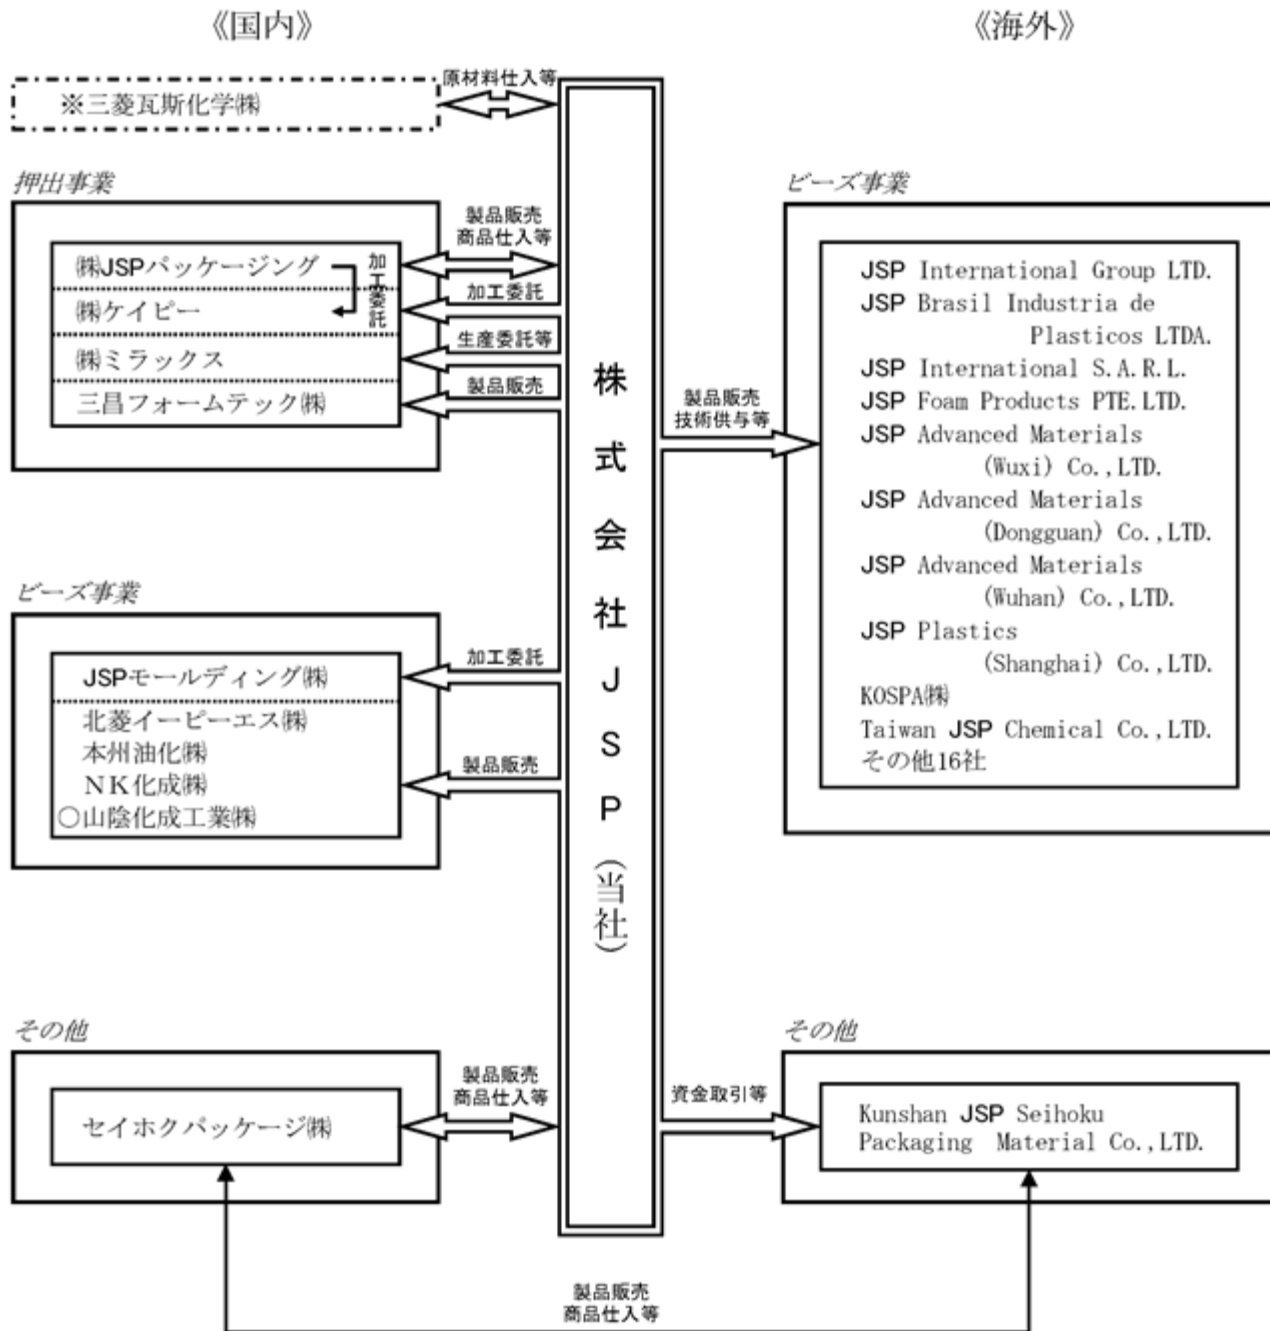 《国内》
《海外》
※三菱瓦斯化学㈱
原材料仕入等
押出事業
㈱JSPパッケージング
㈱ケイピー
加工委託
㈱ミラックス
三昌フォームテック㈱
製品販売
商品仕入等
加工委託
生産委託等
製品販売
ビーズ事業
JSPモールディング㈱
北菱イーピーエス㈱
本州油化㈱
ＮＫ化成㈱
○山陰化成工業㈱
加工委託
製品販売
その他
セイホクパッケージ㈱
製品販売
商品仕入等
株式会社ＪＳＰ（当社）
製品販売
技術供与等
ビーズ事業
JSP International Group LTD.
JSP Brasil Industria de
Plasticos LTDA.
JSP International S.A.R.L.
JSP Foam Products PTE.LTD.
JSP Advanced Materials
(Wuxi) Co.,LTD.
JSP Advanced Materials
(Dongguan) Co.,LTD.
JSP Advanced Materials
(Wuhan) Co.,LTD.
JSP Plastics
(Shanghai) Co.,LTD.
KOSPA㈱
Taiwan JSP Chemical Co.,LTD.
その他16社
資金取引等
その他
Kunshan JSP Seihoku
Packaging Material Co.,LTD.
製品販売
商品仕入等